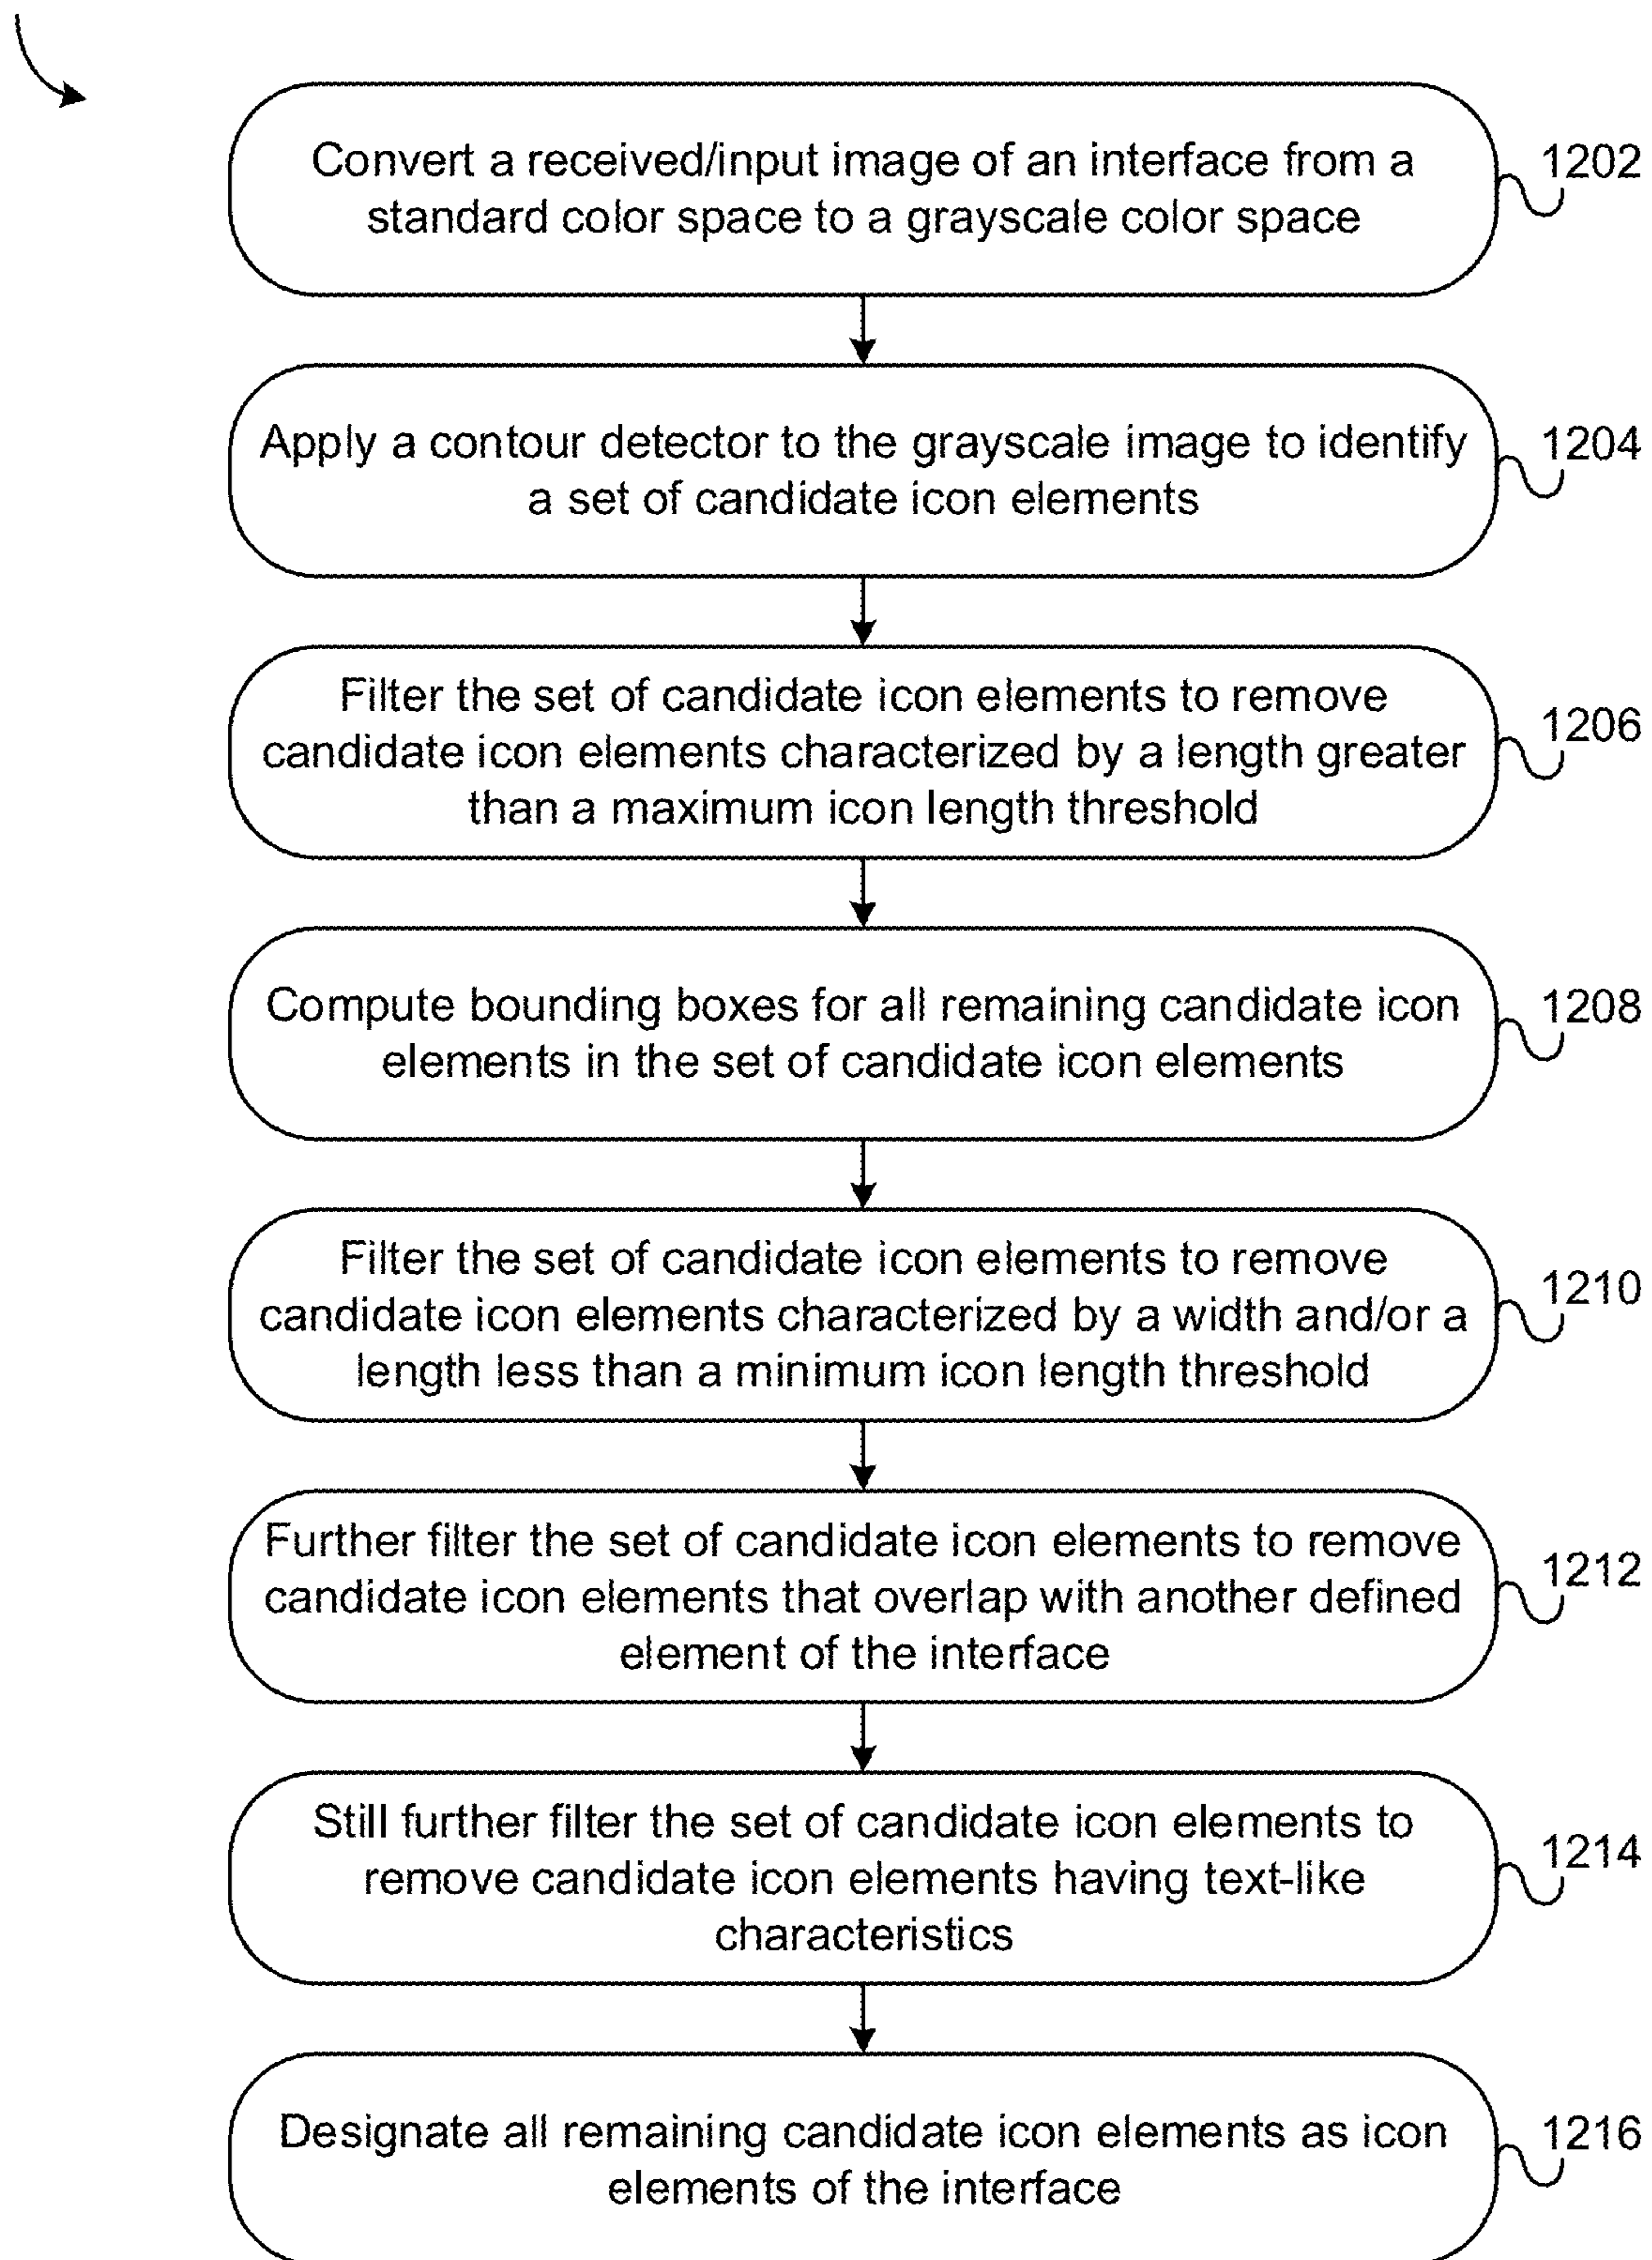 Convert a received/input image of an interface from a
standard color space to a grayscale color space
1202
Apply a contour detector to the grayscale image to identify
a set of candidate icon elements
1204
Filter the set of candidate icon elements to remove
candidate icon elements characterized by a length greater
than a maximum icon length threshold
1206
Compute bounding boxes for all remaining candidate icon
elements in the set of candidate icon elements
1208
Filter the set of candidate icon elements to remove
candidate icon elements characterized by a width and/or a
length less than a minimum icon length threshold
1210
Further filter the set of candidate icon elements to remove
candidate icon elements that overlap with another defined
element of the interface
1212
Still further filter the set of candidate icon elements to
remove candidate icon elements having text-like
characteristics
1214
Designate all remaining candidate icon elements as icon
elements of the interface
1216